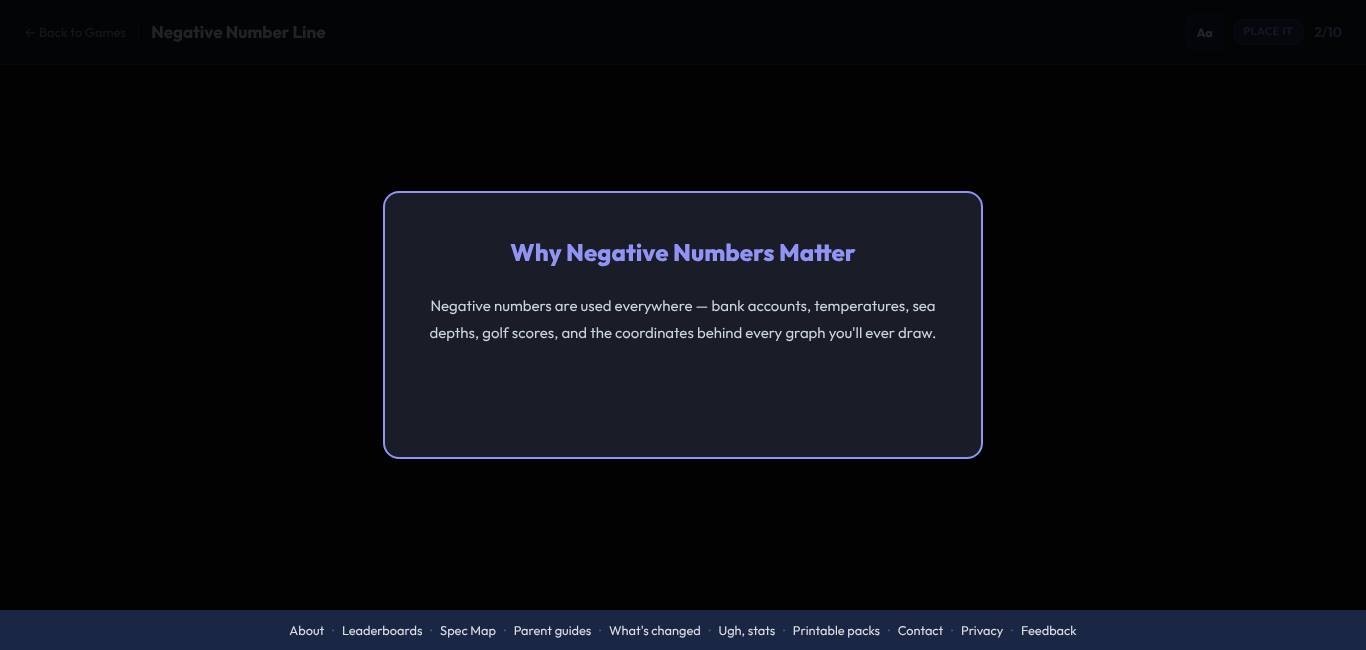 ← Back to Games Negative Number Line Aa PLACE IT 2/10
Why Negative Numbers Matter
Negative numbers are used everywhere — bank accounts, temperatures, sea
depths, golf scores, and the coordinates behind every graph you'll ever draw.
About · Leaderboards · Spec Map · Parent guides · What's changed · Ugh, stats · Printable packs · Contact · Privacy · Feedback